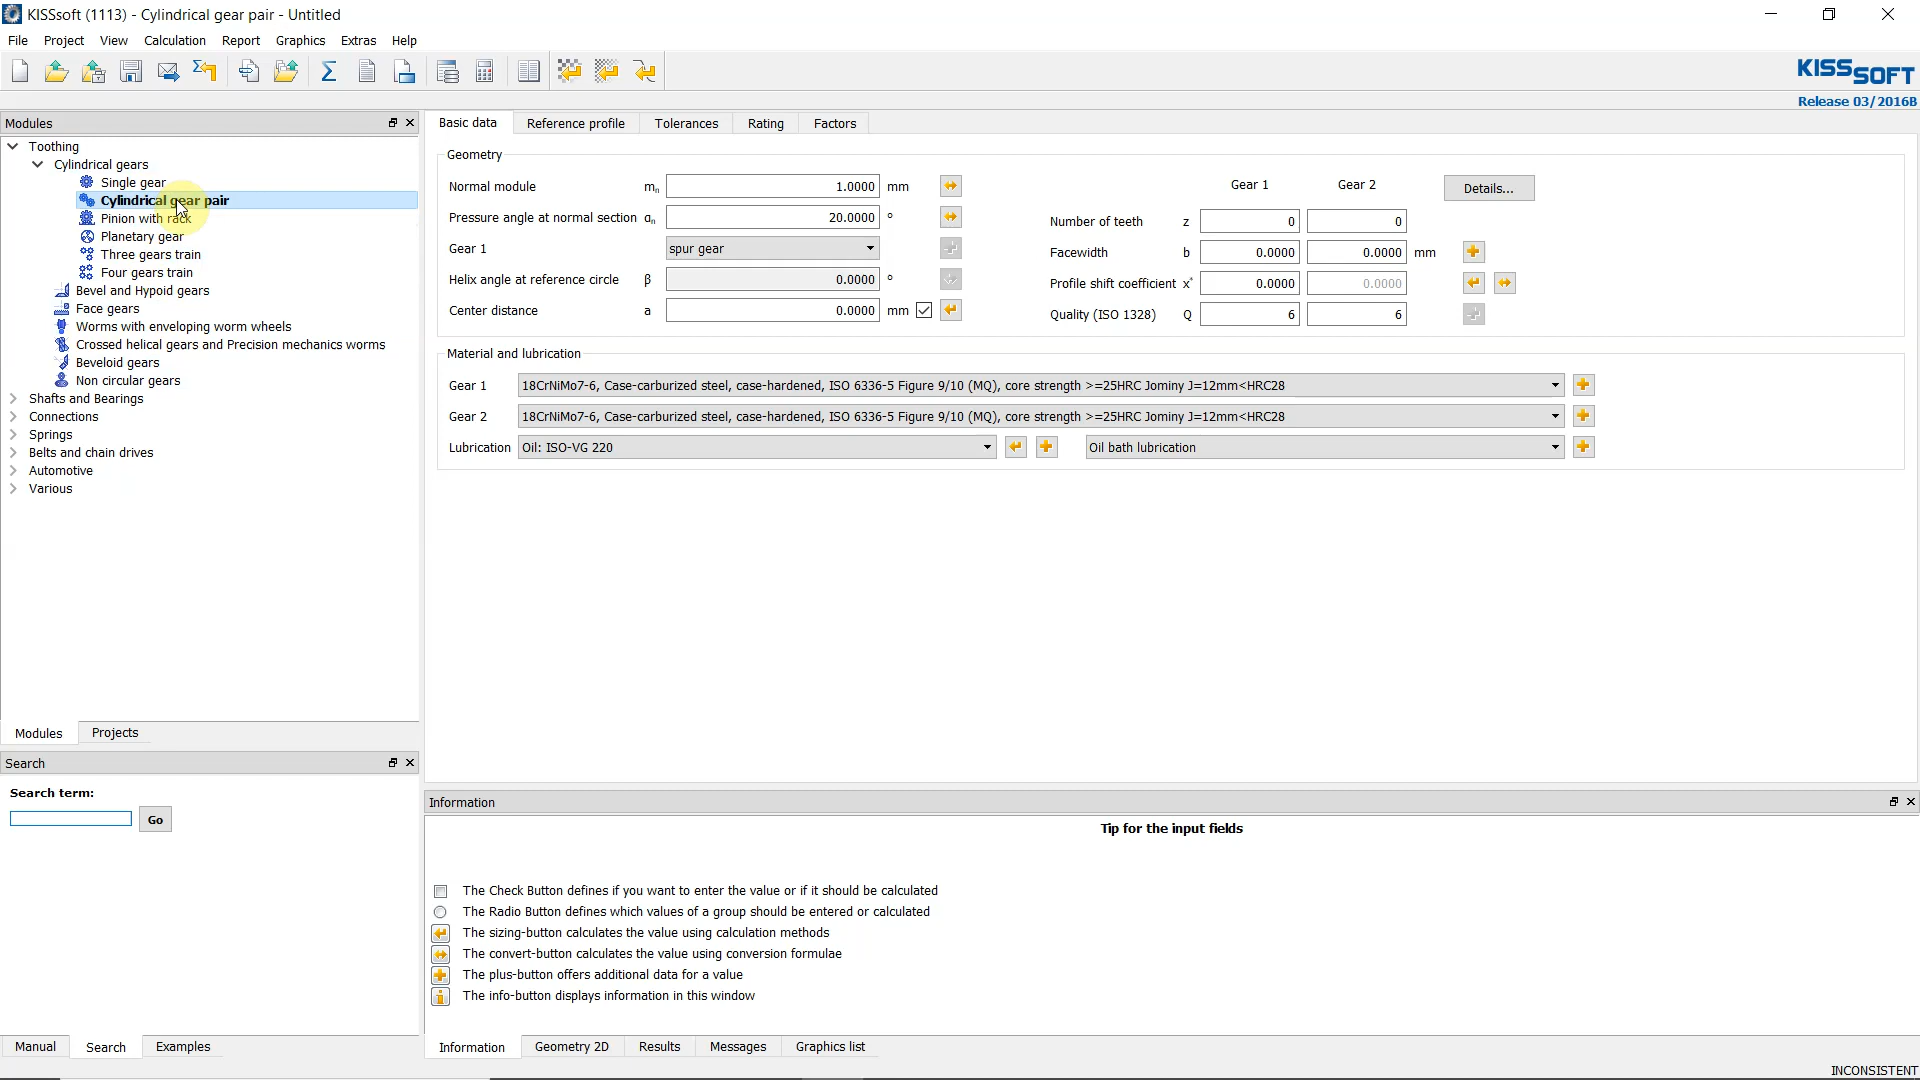 KISSsoft (1113) - Cylindrical gear pair - Untitled
File Project View Calculation Report Graphics Extras Help
KISSSOFT
Release 03/2016B
Modules
Toothing
Cylindrical gears
Single gear
Cylindrical gear pair
Pinion with rack
Planetary gear
Three gears train
Four gears train
Bevel and Hypoid gears
Face gears
Worms with enveloping worm wheels
Crossed helical gears and Precision mechanics worms
Beveloid gears
Non circular gears
Shafts and Bearings
Connections
Springs
Belts and chain drives
Automotive
Various
Modules Projects
Search
Search term:
Go
Manual Search Examples
Basic data Reference profile Tolerances Rating Factors
Geometry
Normal module mn 1.0000 mm
Pressure angle at normal section αn 20.0000 °
Gear 1 spur gear
Helix angle at reference circle β 0.0000 °
Center distance a 0.0000 mm
Gear 1 Gear 2 Details...
Number of teeth z 0 0
Facewidth b 0.0000 0.0000 mm
Profile shift coefficient x* 0.0000 0.0000
Quality (ISO 1328) Q 6 6
Material and lubrication
Gear 1 18CrNiMo7-6, Case-carburized steel, case-hardened, ISO 6336-5 Figure 9/10 (MQ), core strength >=25HRC Jominy J=12mm<HRC28
Gear 2 18CrNiMo7-6, Case-carburized steel, case-hardened, ISO 6336-5 Figure 9/10 (MQ), core strength >=25HRC Jominy J=12mm<HRC28
Lubrication Oil: ISO-VG 220 Oil bath lubrication
Information
Tip for the input fields
The Check Button defines if you want to enter the value or if it should be calculated
The Radio Button defines which values of a group should be entered or calculated
The sizing-button calculates the value using calculation methods
The convert-button calculates the value using conversion formulae
The plus-button offers additional data for a value
The info-button displays information in this window
Information Geometry 2D Results Messages Graphics list
INCONSISTENT